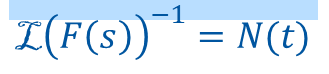 ℒ(F(s))⁻¹ = N(t)